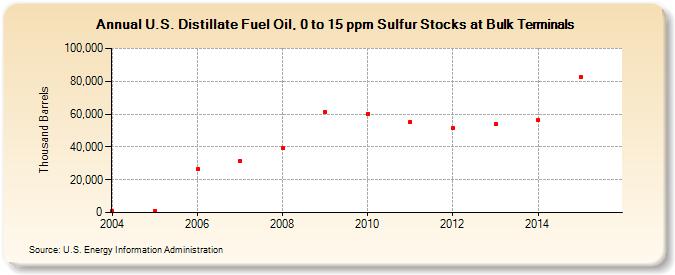 Annual U.S. Distillate Fuel Oil, 0 to 15 ppm Sulfur Stocks at Bulk Terminals
Thousand Barrels
100,000
80,000
60,000
40,000
20,000
0
2004 2006 2008 2010 2012 2014
Source: U.S. Energy Information Administration